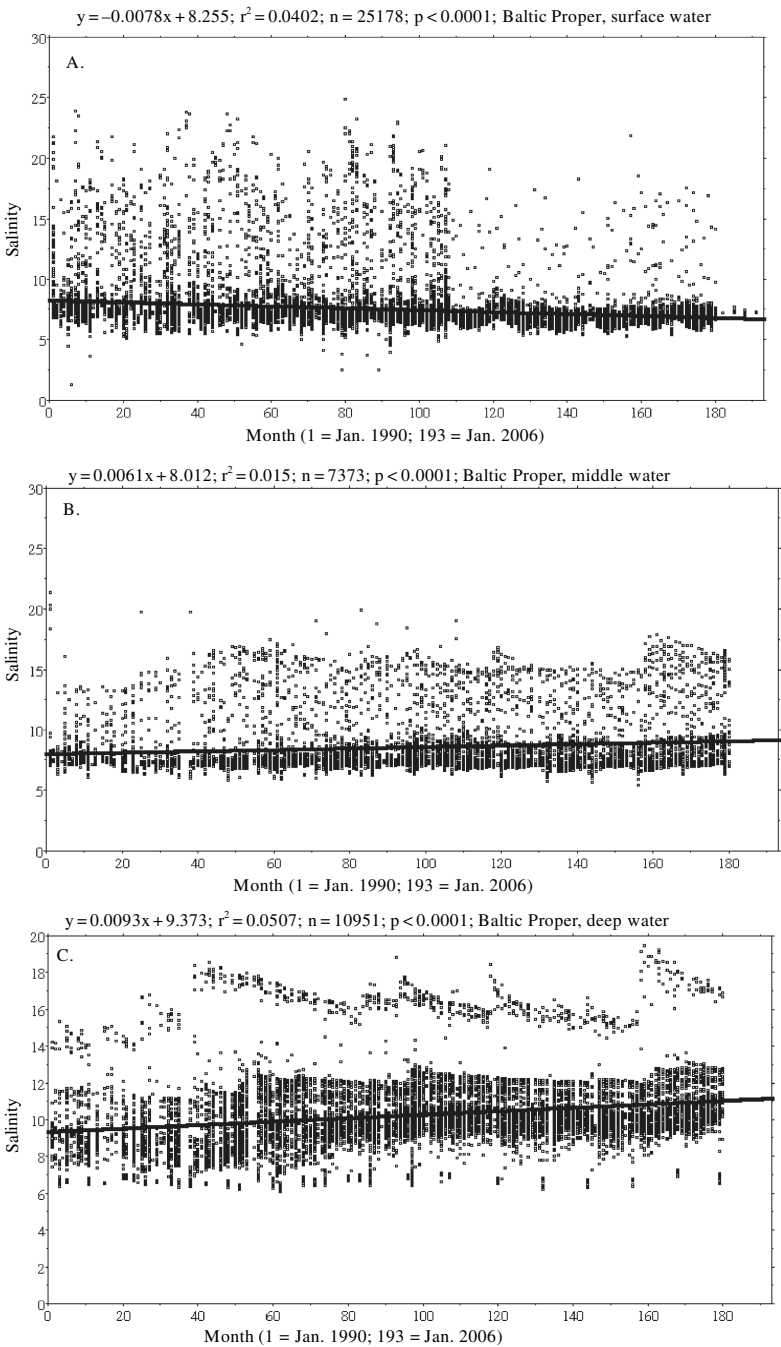 y=–0.0078x+8.255; r²=0.0402; n=25178; p<0.0001; Baltic Proper, surface water
A.
30
25
20
15
10
5
0
Salinity
0 20 40 60 80 100 120 140 160 180
Month (1 = Jan. 1990; 193 = Jan. 2006)
y=0.0061x+8.012; r²=0.015; n=7373; p<0.0001; Baltic Proper, middle water
B.
30
25
20
15
10
5
0
Salinity
0 20 40 60 80 100 120 140 160 180
Month (1 = Jan. 1990; 193 = Jan. 2006)
y=0.0093x+9.373; r²=0.0507; n=10951; p<0.0001; Baltic Proper, deep water
C.
20
18
16
14
12
10
8
6
4
2
0
Salinity
0 20 40 60 80 100 120 140 160 180
Month (1 = Jan. 1990; 193 = Jan. 2006)